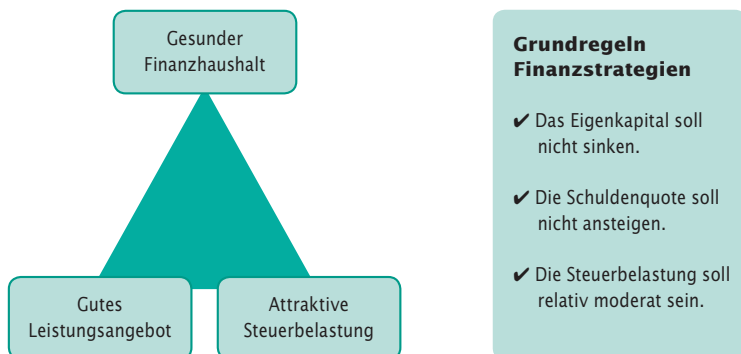 Gesunder
Finanzhaushalt
Gutes
Leistungsangebot
Attraktive
Steuerbelastung
Grundregeln
Finanzstrategien
✔ Das Eigenkapital soll
nicht sinken.
✔ Die Schuldenquote soll
nicht ansteigen.
✔ Die Steuerbelastung soll
relativ moderat sein.